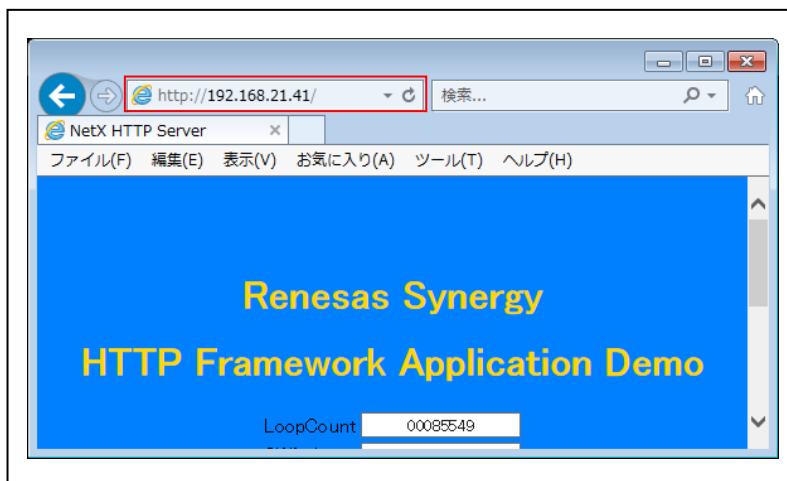 http://192.168.21.41/ 検索...
NetX HTTP Server
ファイル(F) 編集(E) 表示(V) お気に入り(A) ツール(T) ヘルプ(H)
Renesas Synergy
HTTP Framework Application Demo
LoopCount 00085549